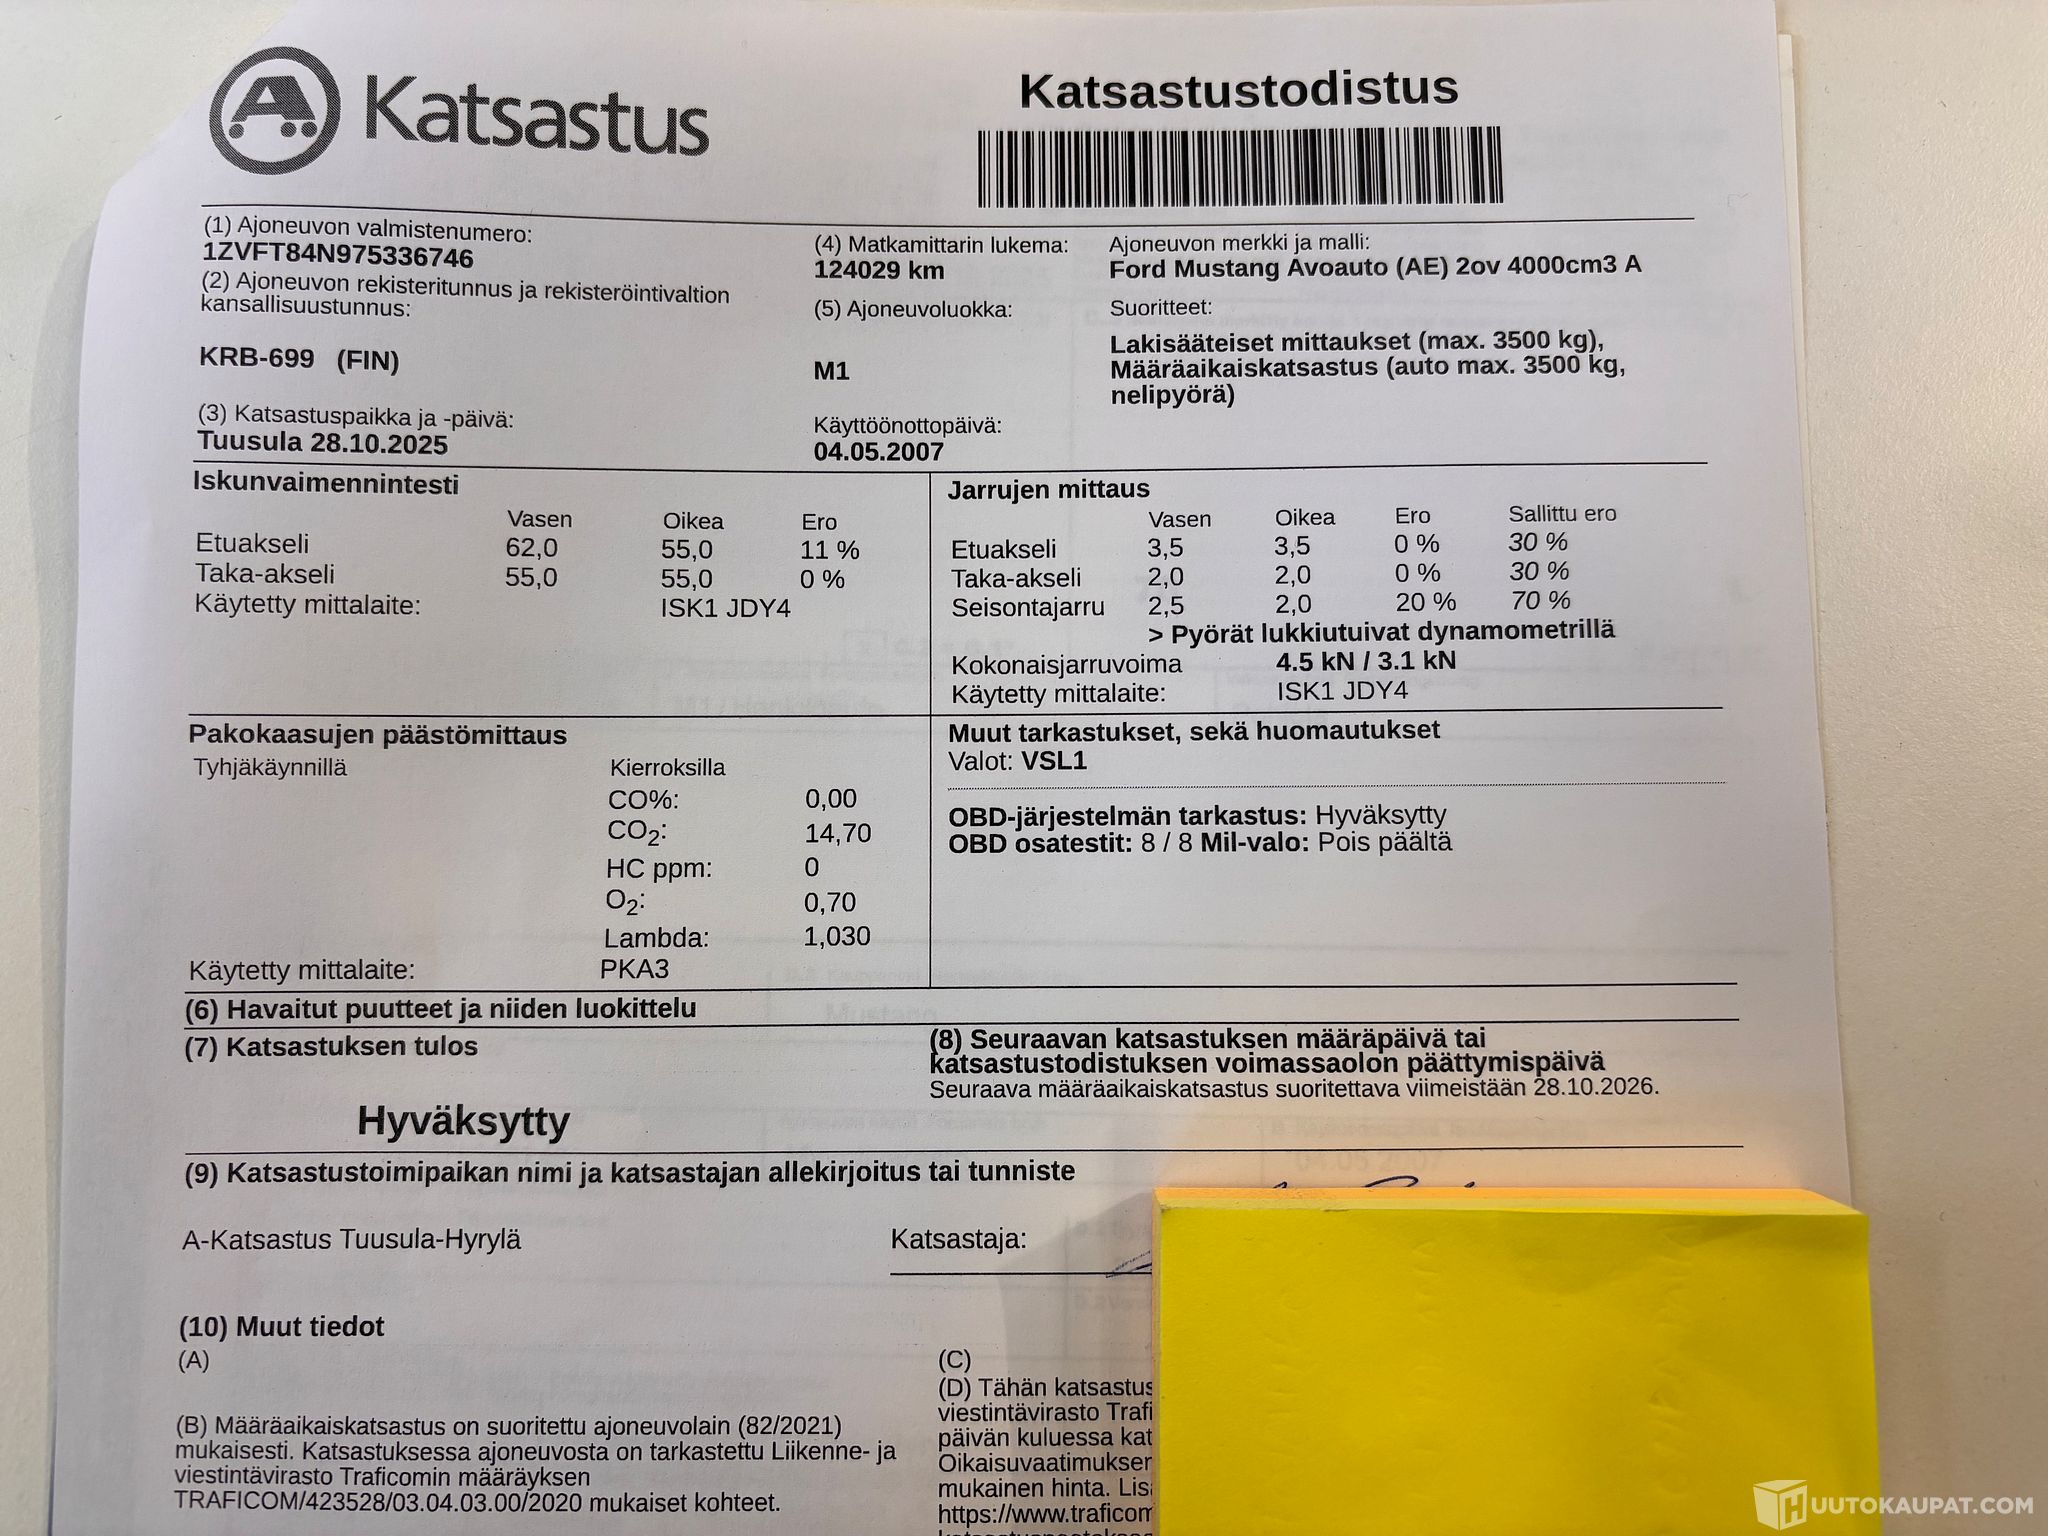 A Katsastus
Katsastustodistus
(1) Ajoneuvon valmistenumero:
1ZVFT84N975336746
(4) Matkamittarin lukema:
124029 km
Ajoneuvon merkki ja malli:
Ford Mustang Avoauto (AE) 2ov 4000cm3 A
(2) Ajoneuvon rekisteritunnus ja rekisteröintivaltion
kansallisuustunnus:
KRB-699 (FIN)
(5) Ajoneuvoluokka:
M1
Suoritteet:
Lakisääteiset mittaukset (max. 3500 kg),
Määräaikaiskatsastus (auto max. 3500 kg,
nelipyörä)
(3) Katsastuspaikka ja -päivä:
Tuusula 28.10.2025
Käyttöönottopäivä:
04.05.2007
Iskunvaimennintesti
Vasen Oikea Ero
Etuakseli 62,0 55,0 11 %
Taka-akseli 55,0 55,0 0 %
Käytetty mittalaite: ISK1 JDY4
Jarrujen mittaus
Vasen Oikea Ero Sallittu ero
Etuakseli 3,5 3,5 0 % 30 %
Taka-akseli 2,0 2,0 0 % 30 %
Seisontajarru 2,5 2,0 20 % 70 %
> Pyörät lukkiutuivat dynamometrillä
Kokonaisjarruvoima 4.5 kN / 3.1 kN
Käytetty mittalaite: ISK1 JDY4
Pakokaasujen päästömittaus
Tyhjäkäynnillä Kierroksilla
CO%: 0,00
CO2: 14,70
HC ppm: 0
O2: 0,70
Lambda: 1,030
Käytetty mittalaite: PKA3
Muut tarkastukset, sekä huomautukset
Valot: VSL1
OBD-järjestelmän tarkastus: Hyväksytty
OBD osatestit: 8 / 8 Mil-valo: Pois päältä
(6) Havaitut puutteet ja niiden luokittelu
(7) Katsastuksen tulos
Hyväksytty
(8) Seuraavan katsastuksen määräpäivä tai
katsastustodistuksen voimassaolon päättymispäivä
Seuraava määräaikaiskatsastus suoritettava viimeistään 28.10.2026.
(9) Katsastustoimipaikan nimi ja katsastajan allekirjoitus tai tunniste
A-Katsastus Tuusula-Hyrylä
Katsastaja:
(10) Muut tiedot
(A)
(B) Määräaikaiskatsastus on suoritettu ajoneuvolain (82/2021)
mukaisesti. Katsastuksessa ajoneuvosta on tarkastettu Liikenne- ja
viestintävirasto Traficomin määräyksen
TRAFICOM/423528/03.04.03.00/2020 mukaiset kohteet.
(C)
(D) Tähän katsastus
viestintävirasto Trafi
päivän kuluessa kat
Oikaisuvaatimukser
mukainen hinta. Lis
https://www.traficom
HUUTOKAUPAT.COM